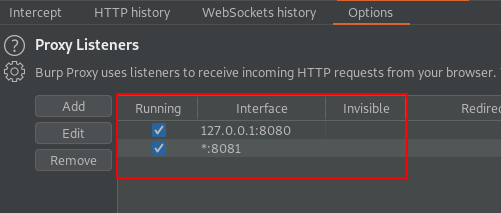 Intercept HTTP history WebSockets history Options
Proxy Listeners
Burp Proxy uses listeners to receive incoming HTTP requests from your browser.
Add Running Interface Invisible Redirec
Edit 127.0.0.1:8080
Remove *:8081